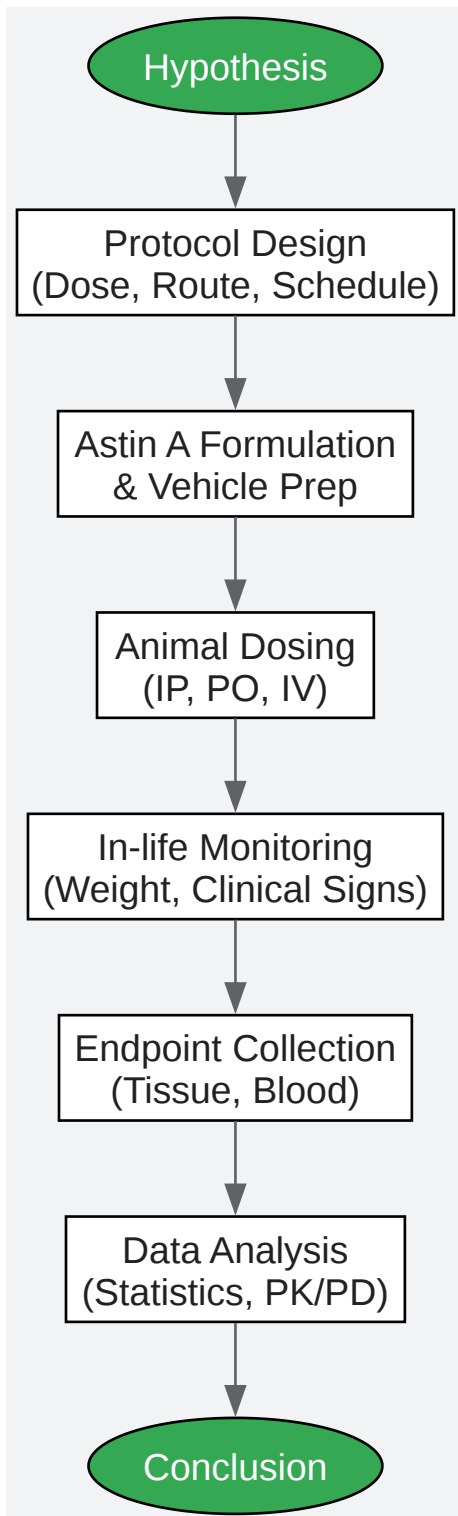 Hypothesis
Protocol Design
(Dose, Route, Schedule)
Astin A Formulation
& Vehicle Prep
Animal Dosing
(IP, PO, IV)
In-life Monitoring
(Weight, Clinical Signs)
Endpoint Collection
(Tissue, Blood)
Data Analysis
(Statistics, PK/PD)
Conclusion